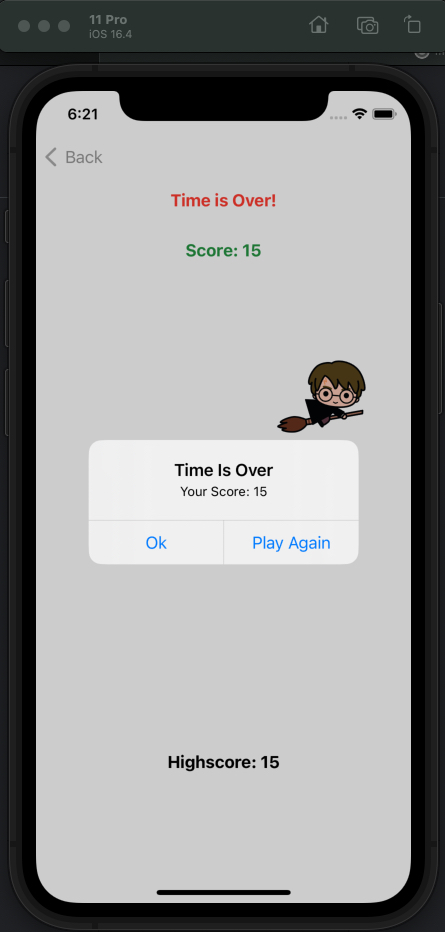 11 Pro
iOS 16.4
6:21
Back
Time is Over!
Score: 15
Time Is Over
Your Score: 15
Ok
Play Again
Highscore: 15